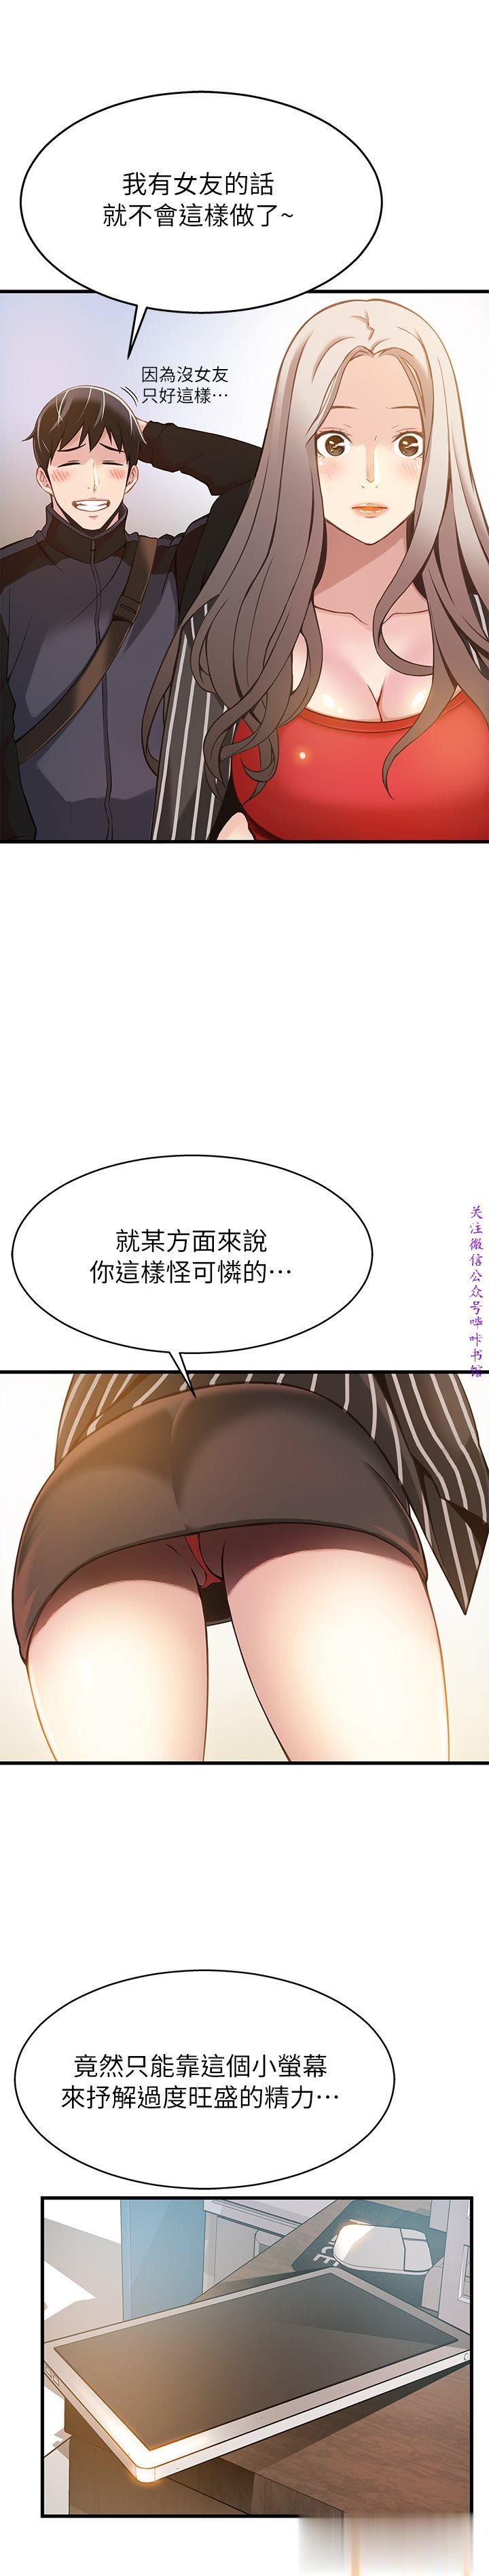 我有女友的話
就不會這樣做了~
因為沒女友
只好這樣…
就某方面來說
你這樣怪可憐的…
关注微信公众号哔咔书馆
竟然只能靠這個小螢幕
來抒解過度旺盛的精力…